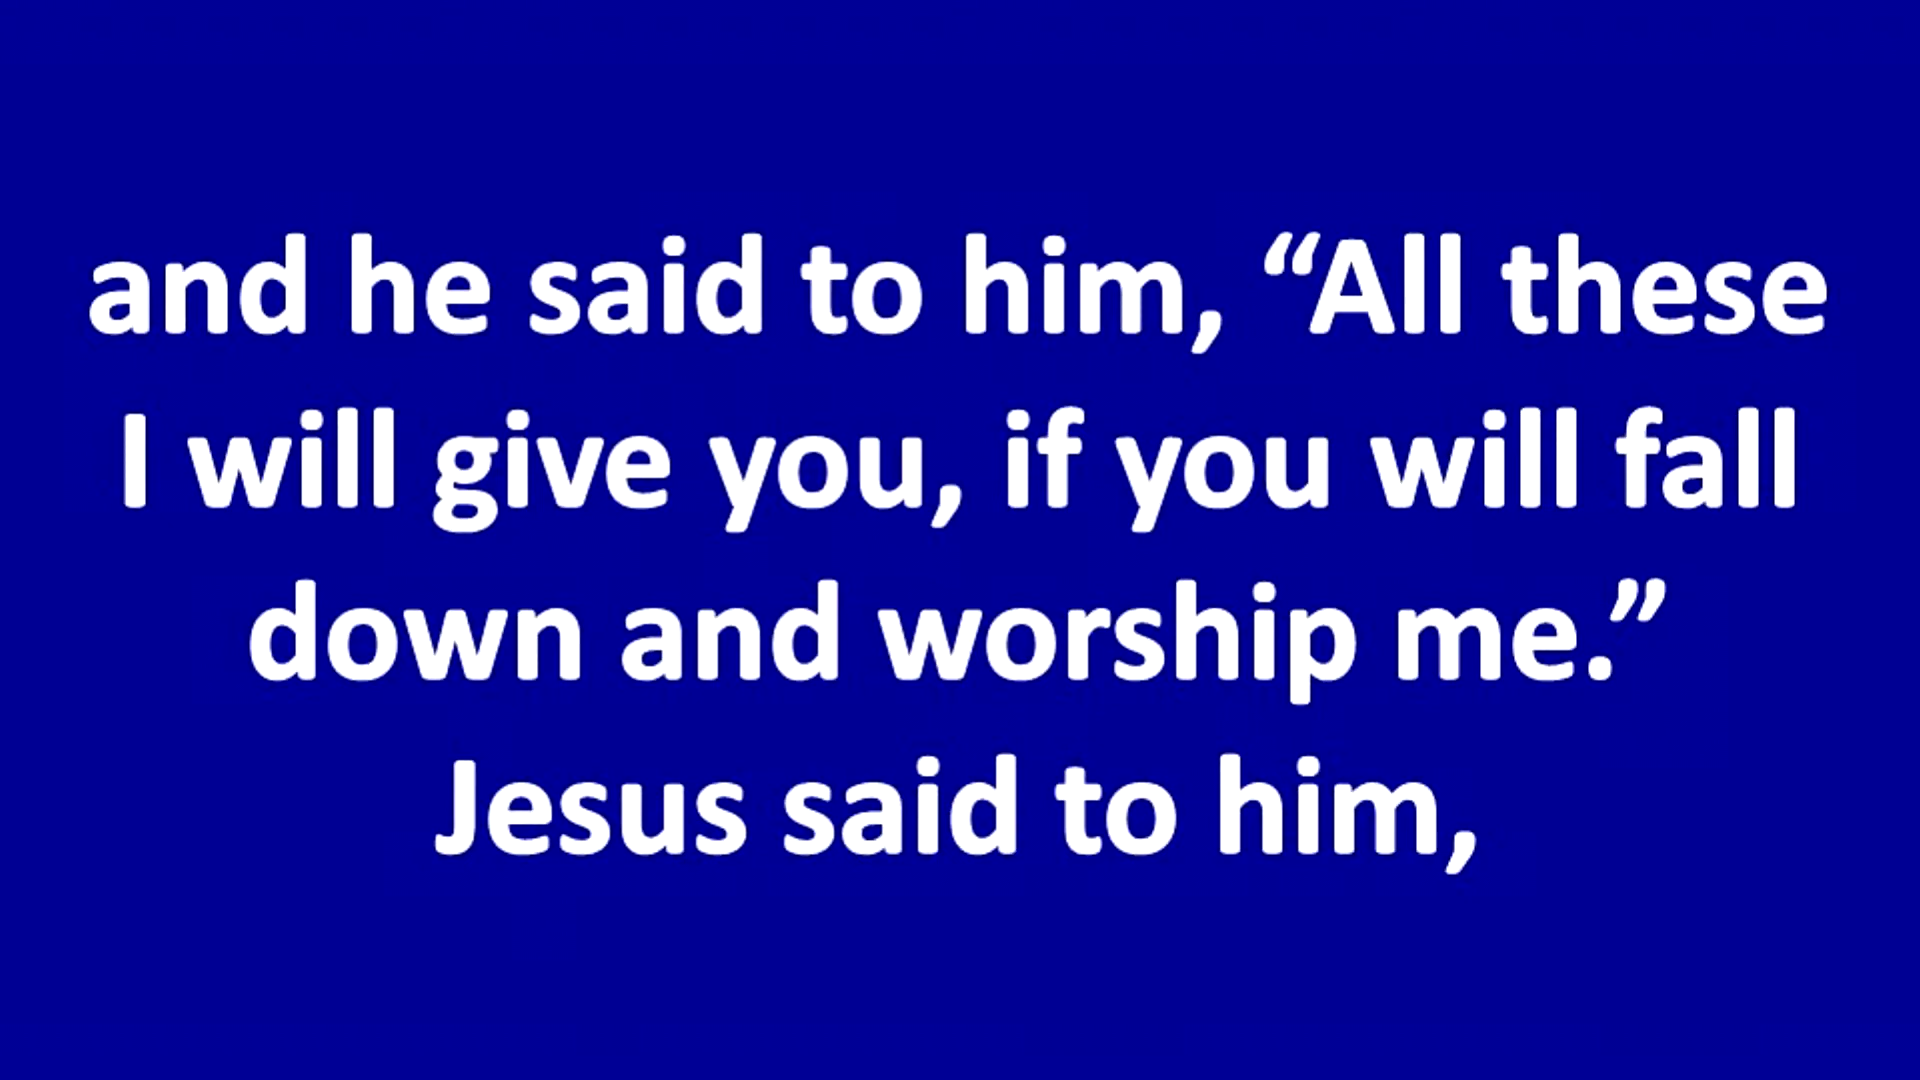 and he said to him, “All these
I will give you, if you will fall
down and worship me.”
Jesus said to him,